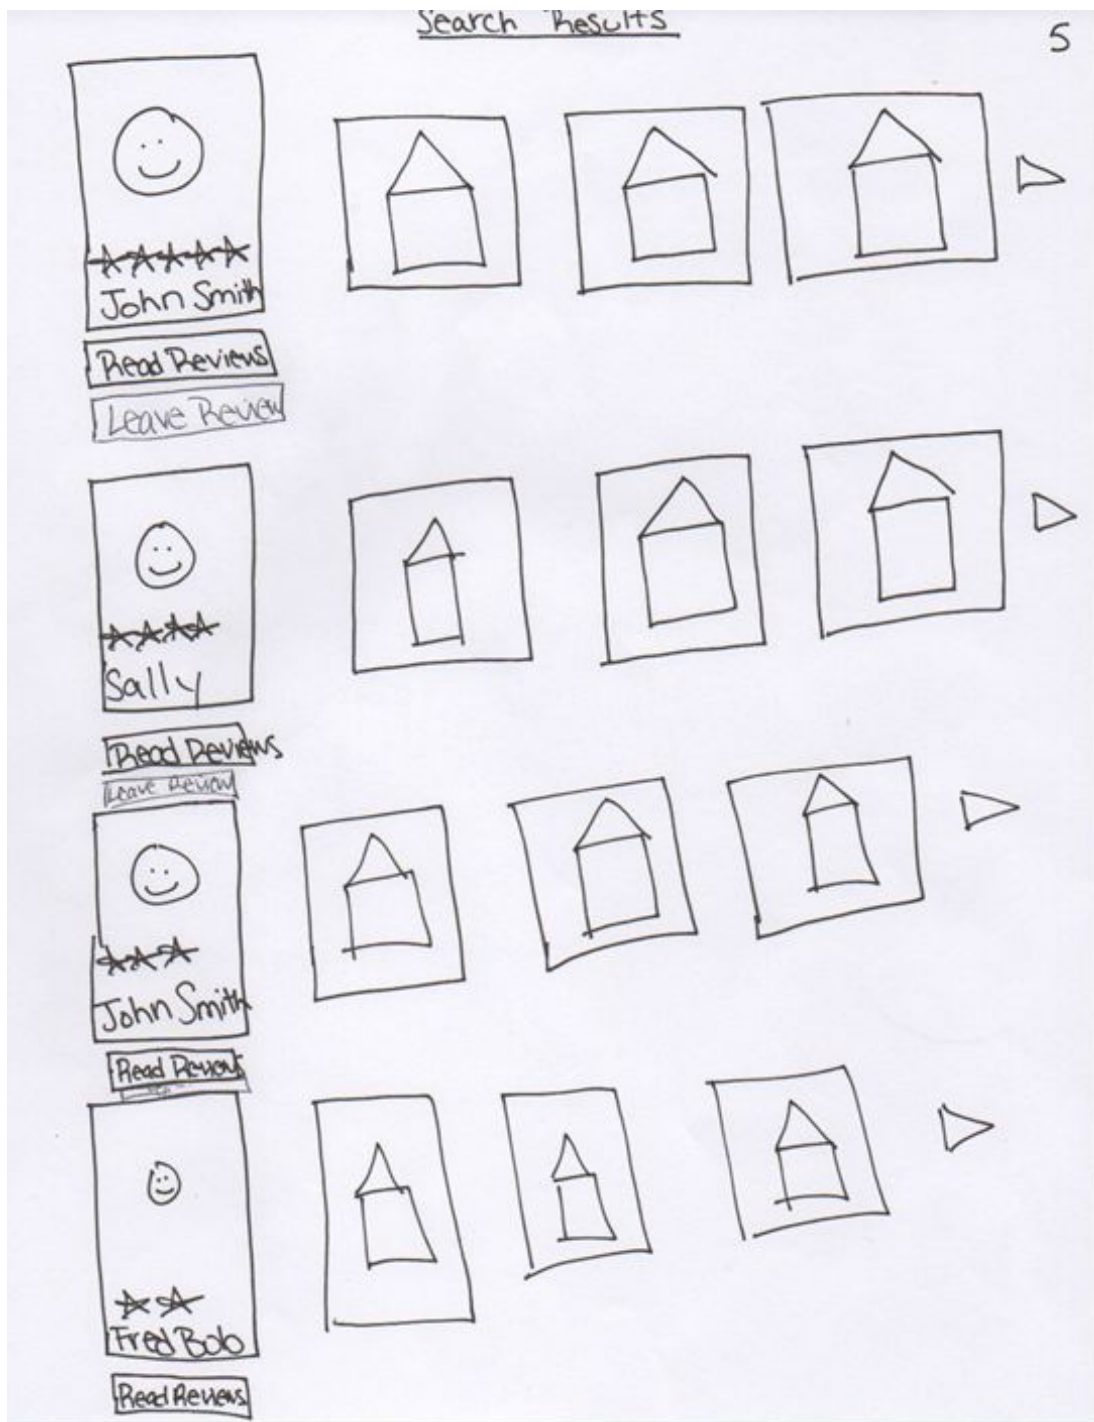 Search Results
5
John Smith
Read Reviews
Leave Review
Sally
Read Reviews
Leave Review
John Smith
Read Reviews
Fred Bob
Read Reviews